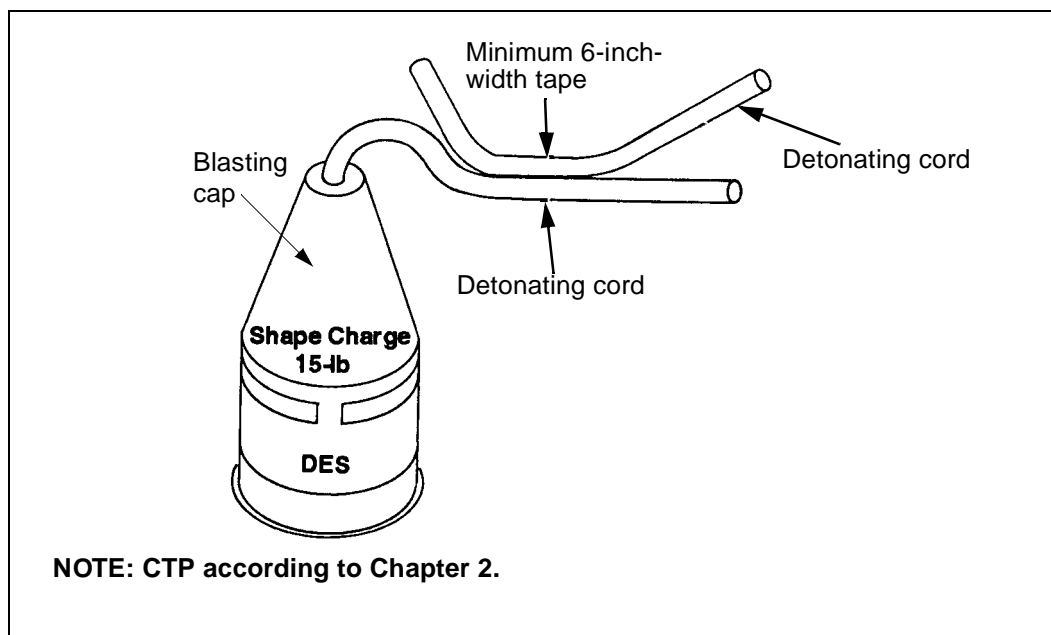 Minimum 6-inch-
width tape
Detonating cord
Blasting
cap
Detonating cord
Shape Charge
15-lb
DES
NOTE: CTP according to Chapter 2.